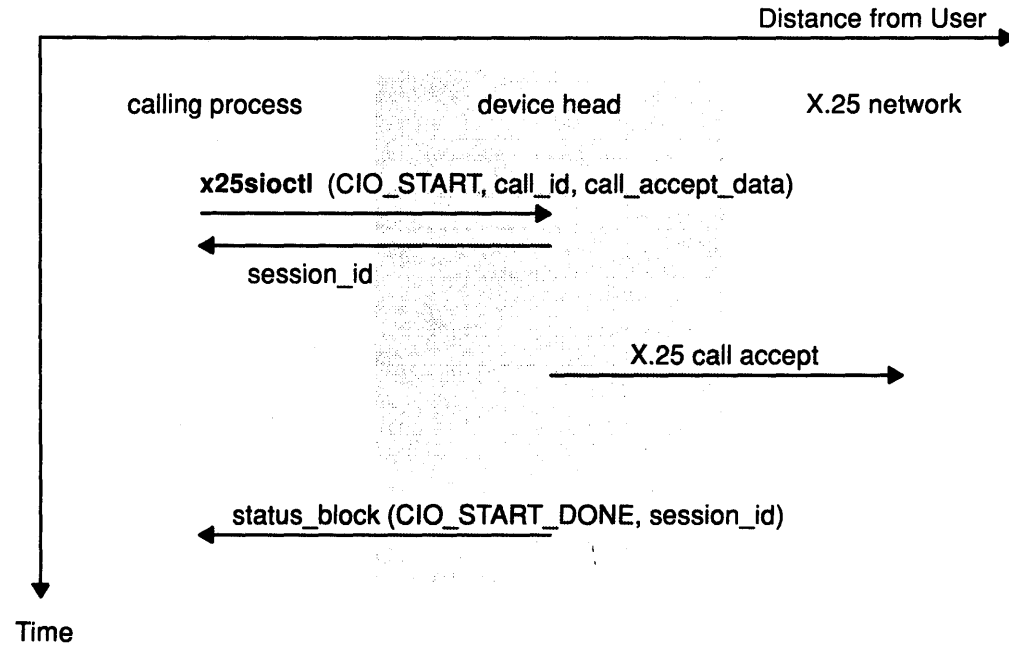 Distance from User
calling process
device head
X.25 network
x25sioctl (CIO_START, call_id, call_accept_data)
session_id
X.25 call accept
status_block (CIO_START_DONE, session_id)
Time